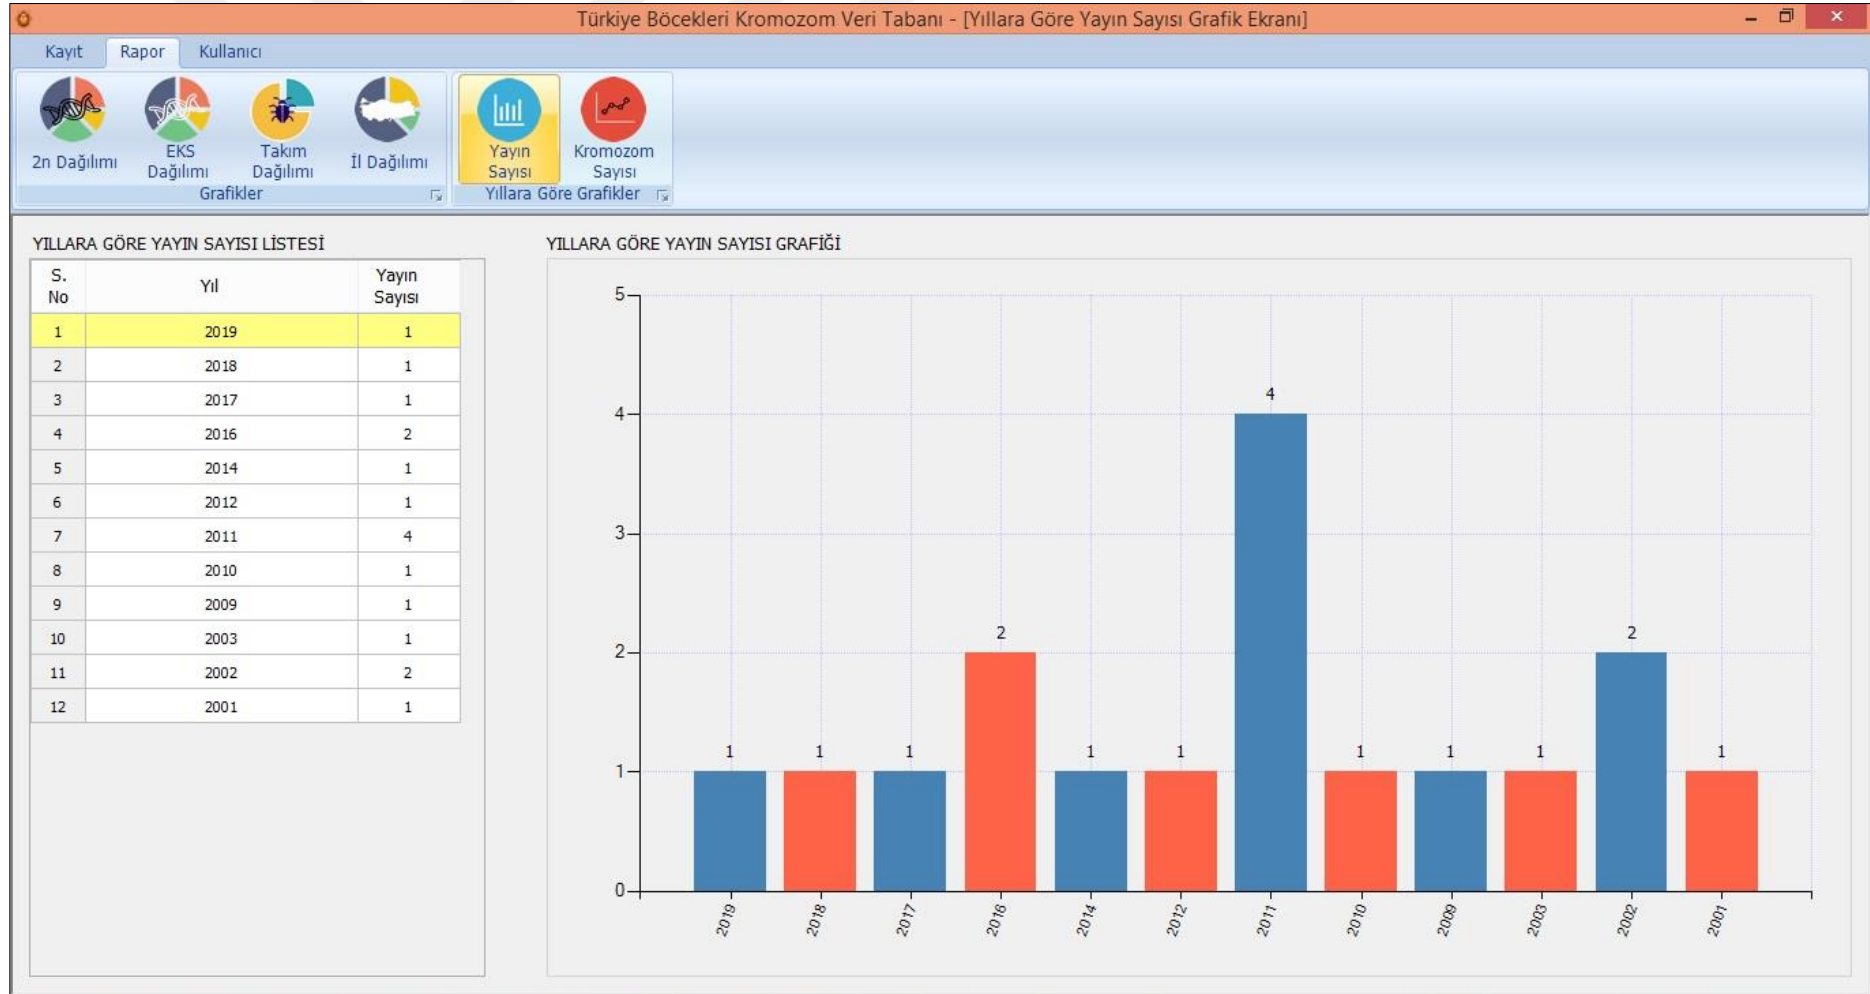 Türkiye Böcekleri Kromozom Veri Tabanı - [Yıllara Göre Yayın Sayısı Grafik Ekranı]
Kayıt Rapor Kullanıcı
2n Dağılımı
EKS
Dağılımı
Takım
Dağılımı
İl Dağılımı
Yayın
Sayısı
Kromozom
Sayısı
Grafikler
Yıllara Göre Grafikler
YILLARA GÖRE YAYIN SAYISI LİSTESİ
S.
No
Yıl
Yayın
Sayısı
1 2019 1
2 2018 1
3 2017 1
4 2016 2
5 2014 1
6 2012 1
7 2011 4
8 2010 1
9 2009 1
10 2003 1
11 2002 2
12 2001 1
YILLARA GÖRE YAYIN SAYISI GRAFİĞİ
5
4
3
2
1
0
1 1 1 2 1 1 4 1 1 1 2 1
2019 2018 2017 2016 2014 2012 2011 2010 2009 2003 2002 2001